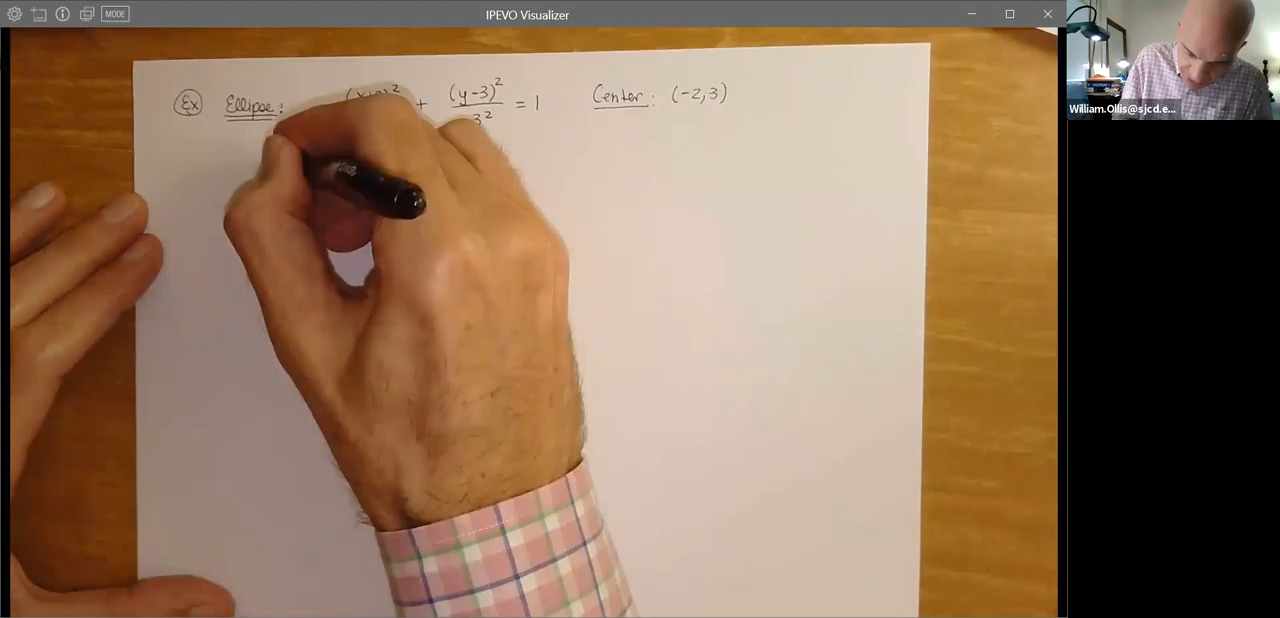 IPEVO Visualizer
MODE
William.Ollis@sjcd.e...
Ex Ellipse: + (y-3)² = 1 Center: (-2,3)
3²